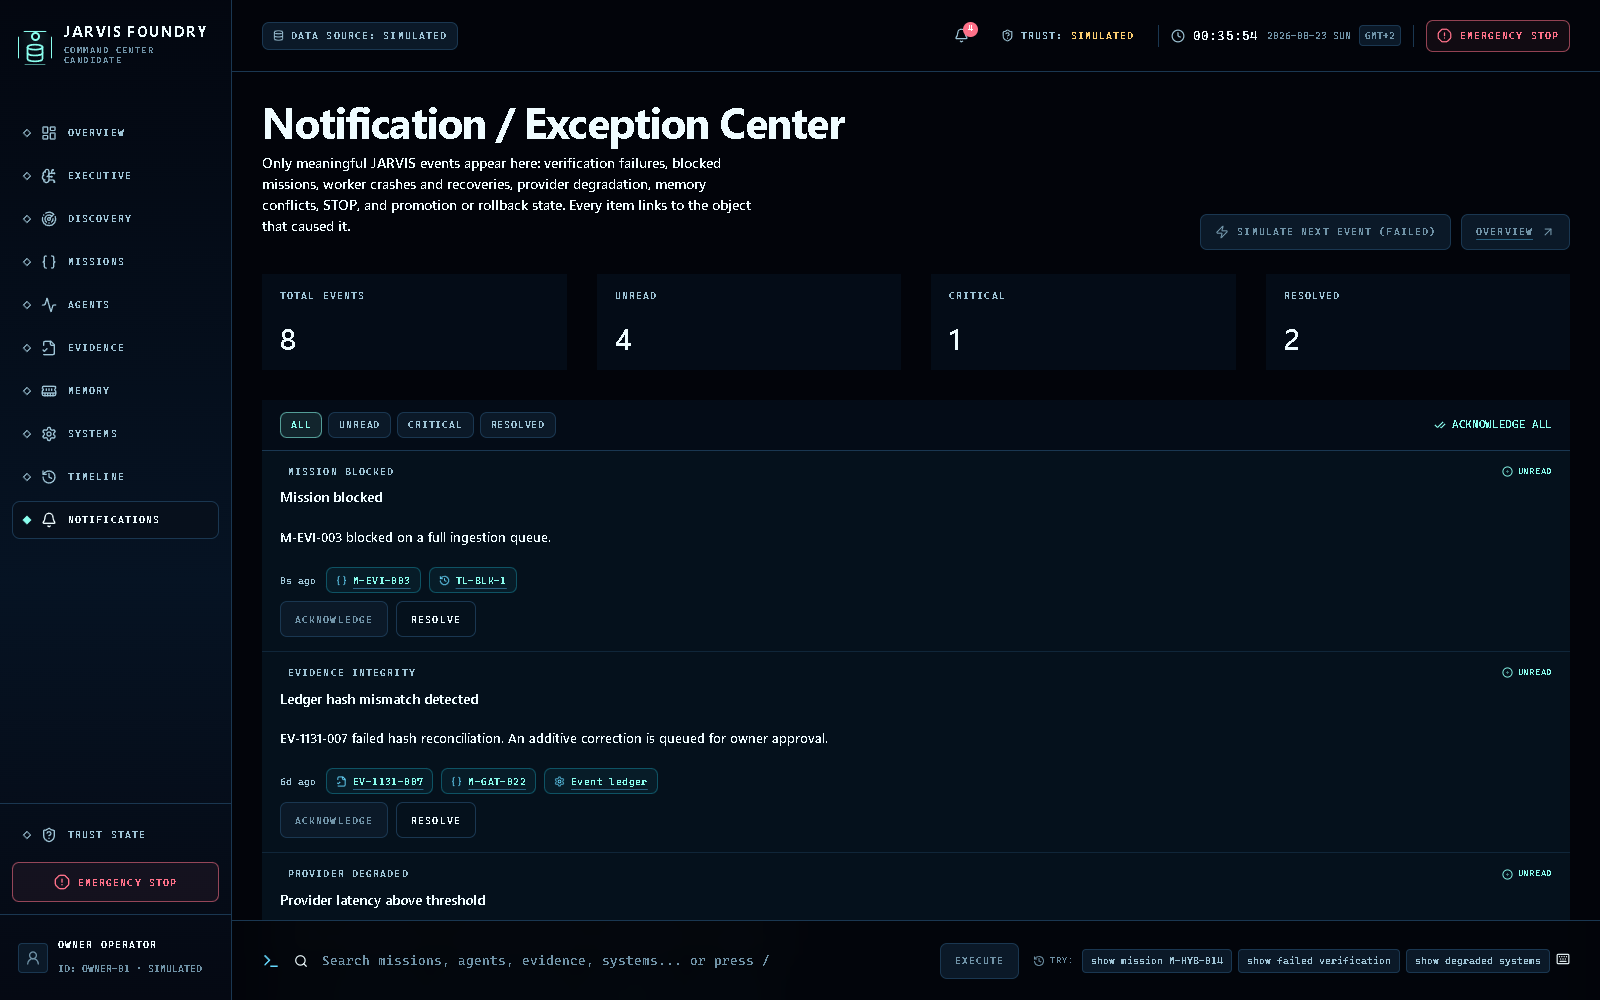 JARVIS FOUNDRY
COMMAND CENTER
CANDIDATE
OVERVIEW
EXECUTIVE
DISCOVERY
MISSIONS
AGENTS
EVIDENCE
MEMORY
SYSTEMS
TIMELINE
NOTIFICATIONS
TRUST STATE
EMERGENCY STOP
OWNER OPERATOR
ID: OWNER-01 • SIMULATED
DATA SOURCE: SIMULATED
4
TRUST: SIMULATED
00:35:54 2026-08-23 SUN GMT+2
EMERGENCY STOP
Notification / Exception Center
Only meaningful JARVIS events appear here: verification failures, blocked
missions, worker crashes and recoveries, provider degradation, memory
conflicts, STOP, and promotion or rollback state. Every item links to the object
that caused it.
SIMULATE NEXT EVENT (FAILED)
OVERVIEW
TOTAL EVENTS
8
UNREAD
4
CRITICAL
1
RESOLVED
2
ALL UNREAD CRITICAL RESOLVED
ACKNOWLEDGE ALL
MISSION BLOCKED
UNREAD
Mission blocked
M-EVI-003 blocked on a full ingestion queue.
0s ago M-EVI-003 TL-BLK-1
ACKNOWLEDGE RESOLVE
EVIDENCE INTEGRITY
UNREAD
Ledger hash mismatch detected
EV-1131-007 failed hash reconciliation. An additive correction is queued for owner approval.
6d ago EV-1131-007 M-GAT-022 Event ledger
ACKNOWLEDGE RESOLVE
PROVIDER DEGRADED
UNREAD
Provider latency above threshold
Search missions, agents, evidence, systems... or press /
EXECUTE
TRY: show mission M-HYB-014 show failed verification show degraded systems